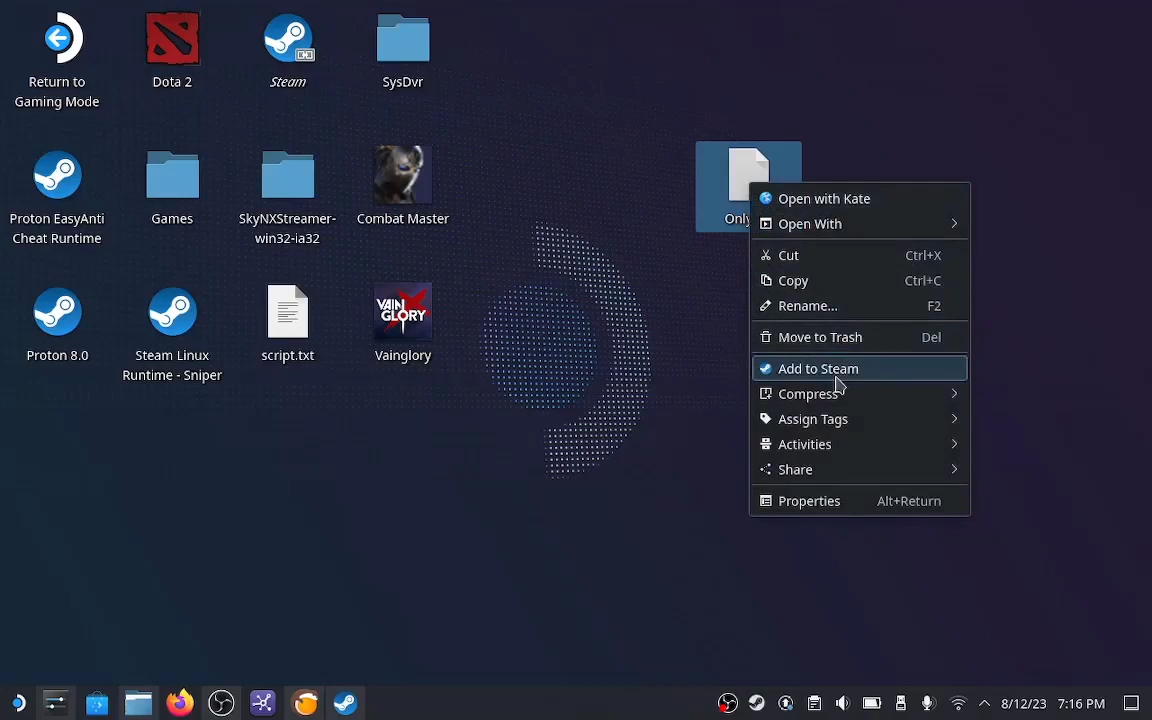 Return to
Gaming Mode
Dota 2
Steam
SysDvr
Proton EasyAnti
Cheat Runtime
Games
SkyNXStreamer-
win32-ia32
Combat Master
Proton 8.0
Steam Linux
Runtime - Sniper
script.txt
VAIN
GLORY
Vainglory
Only
Open with Kate
Open With
Cut Ctrl+X
Copy Ctrl+C
Rename... F2
Move to Trash Del
Add to Steam
Compress
Assign Tags
Activities
Share
Properties Alt+Return
8/12/23 7:16 PM